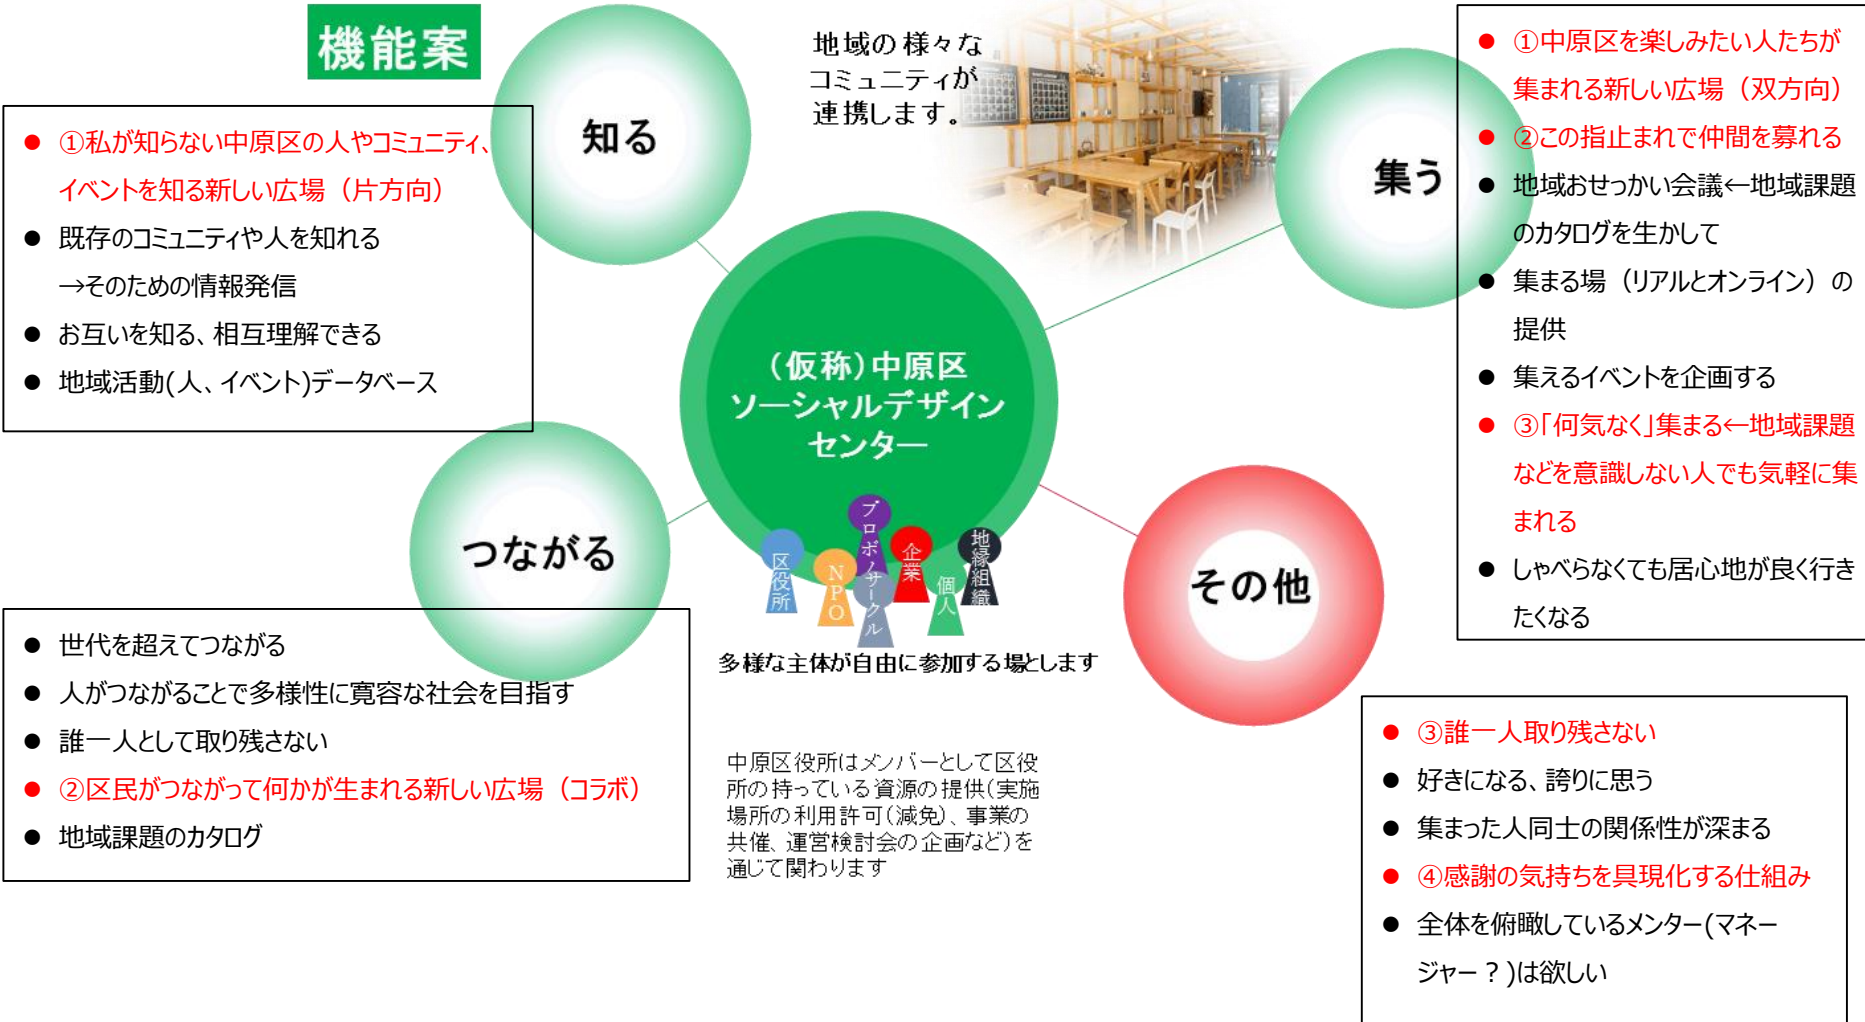 機能案
知る
● ①私が知らない中原区の人やコミュニティ、
イベントを知る新しい広場（片方向）
● 既存のコミュニティや人を知れる
→そのための情報発信
● お互いを知る、相互理解できる
● 地域活動(人、イベント)データベース
地域の様々な
コミュニティが
連携します。
集う
● ①中原区を楽しみたい人たちが
集まれる新しい広場（双方向）
● ②この指止まれで仲間を募れる
● 地域おせっかい会議←地域課題
のカタログを生かして
● 集まる場（リアルとオンライン）の
提供
● 集えるイベントを企画する
● ③「何気なく」集まる←地域課題
などを意識しない人でも気軽に集
まれる
● しゃべらなくても居心地が良く行き
たくなる
（仮称）中原区
ソーシャルデザイン
センター
区役所
NPO
プロボノ
サークル
企業
個人
地縁組織
多様な主体が自由に参加する場とします
つながる
● 世代を超えてつながる
● 人がつながることで多様性に寛容な社会を目指す
● 誰一人として取り残さない
● ②区民がつながって何かが生まれる新しい広場（コラボ）
● 地域課題のカタログ
中原区役所はメンバーとして区役
所の持っている資源の提供（実施
場所の利用許可（減免）、事業の
共催、運営検討会の企画など）を
通じて関わります
その他
● ③誰一人取り残さない
● 好きになる、誇りに思う
● 集まった人同士の関係性が深まる
● ④感謝の気持ちを具現化する仕組み
● 全体を俯瞰しているメンター(マネー
ジャー？)は欲しい